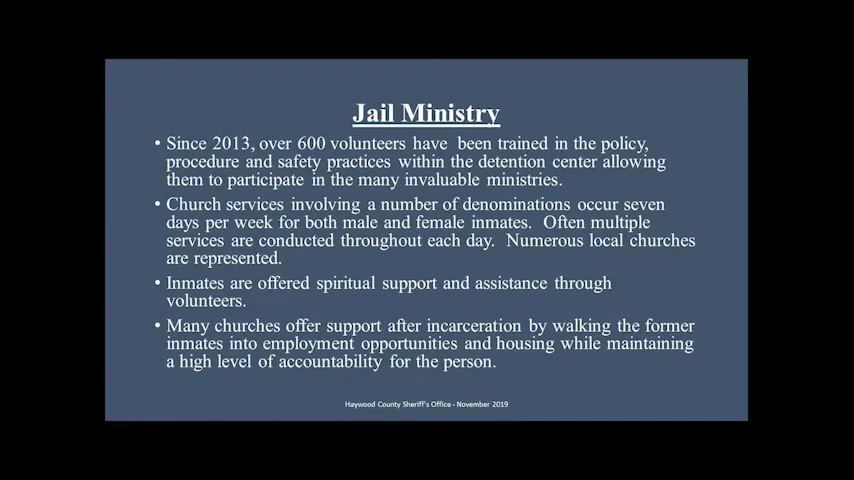 Jail Ministry
• Since 2013, over 600 volunteers have been trained in the policy,
procedure and safety practices within the detention center allowing
them to participate in the many invaluable ministries.
• Church services involving a number of denominations occur seven
days per week for both male and female inmates. Often multiple
services are conducted throughout each day. Numerous local churches
are represented.
• Inmates are offered spiritual support and assistance through
volunteers.
• Many churches offer support after incarceration by walking the former
inmates into employment opportunities and housing while maintaining
a high level of accountability for the person.
Haywood County Sheriff's Office - November 2019